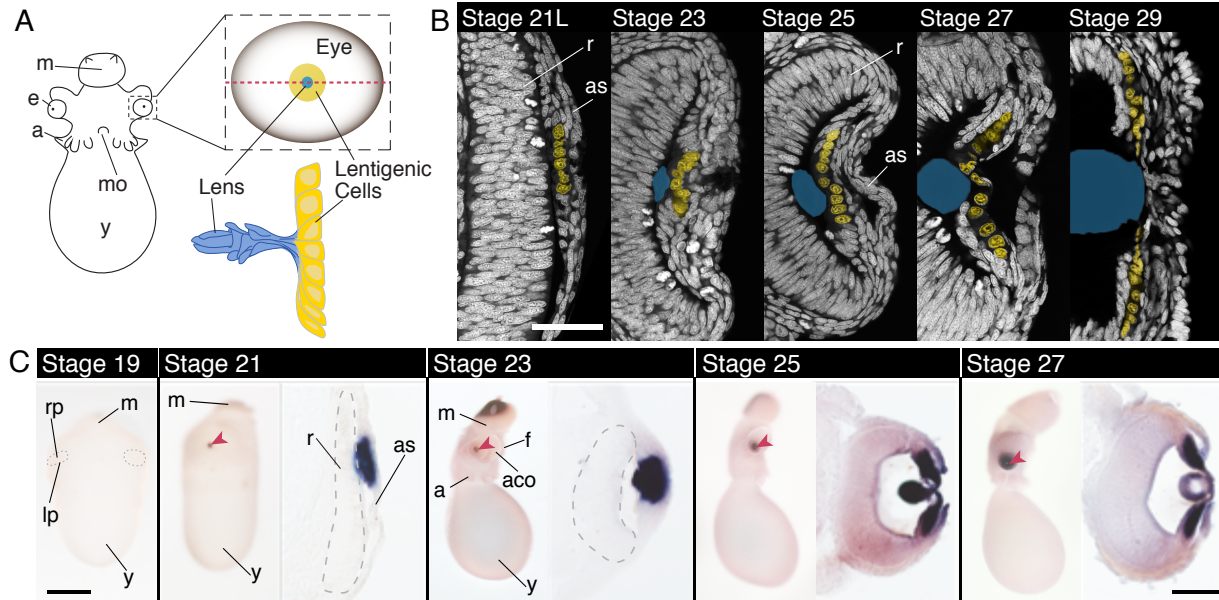 A
m
e
a
mo
y
Eye
Lens
Lentigenic
Cells
B
Stage 21L
Stage 23
Stage 25
Stage 27
Stage 29
r
as
r
as
C
Stage 19
Stage 21
Stage 23
Stage 25
Stage 27
rp
m
lp
y
m
y
r
as
m
f
aco
a
y